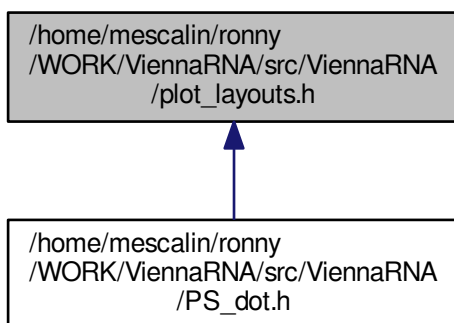 /home/mescalin/ronny
/WORK/ViennaRNA/src/ViennaRNA
/plot_layouts.h
/home/mescalin/ronny
/WORK/ViennaRNA/src/ViennaRNA
/PS_dot.h